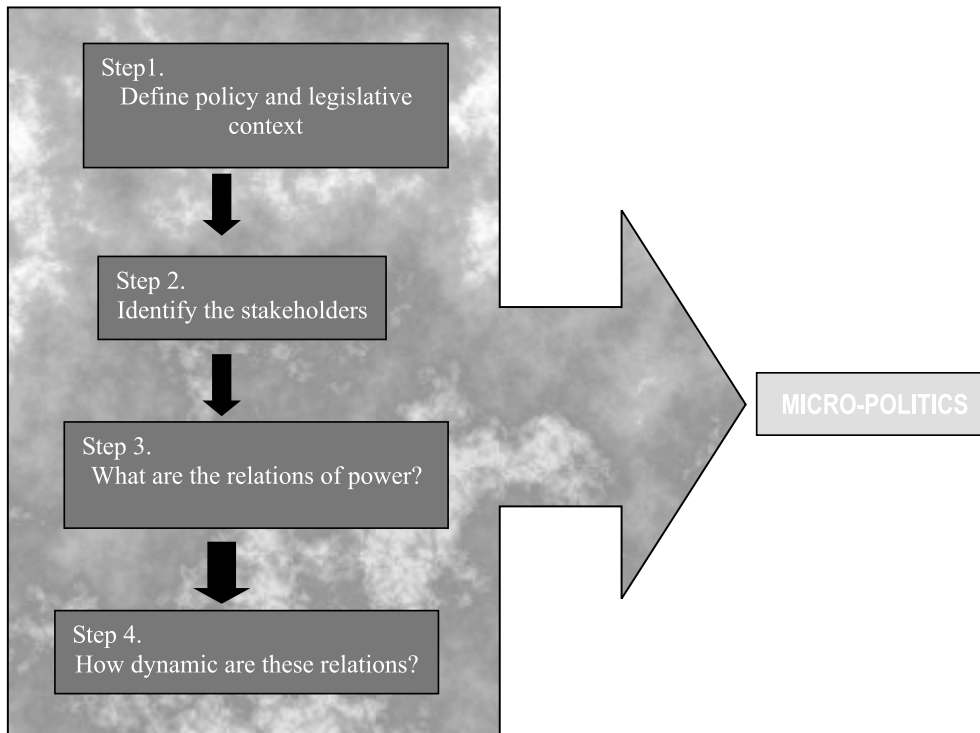 Step1.
Define policy and legislative
context
Step 2.
Identify the stakeholders
Step 3.
What are the relations of power?
Step 4.
How dynamic are these relations?
MICRO-POLITICS